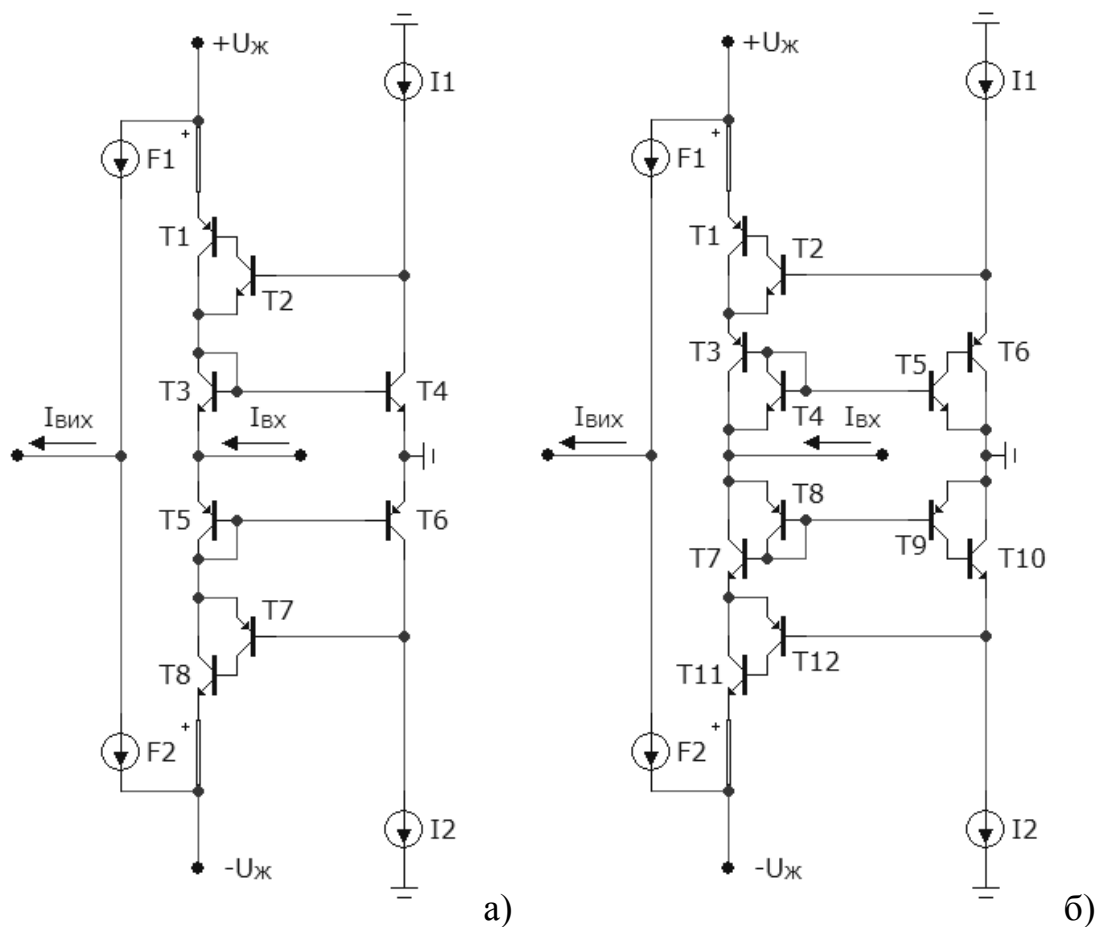 +Uж
I1
+Uж
I1
+
F1
+
F1
T1
T2
T1
T2
T3
T4
T3
T4
T5
T6
Iвих
Iвх
Iвих
Iвх
T5
T6
T7
T8
T9
T10
T7
T8
T11
T12
+
F2
+
F2
I2
I2
-Uж
-Uж
а)
б)